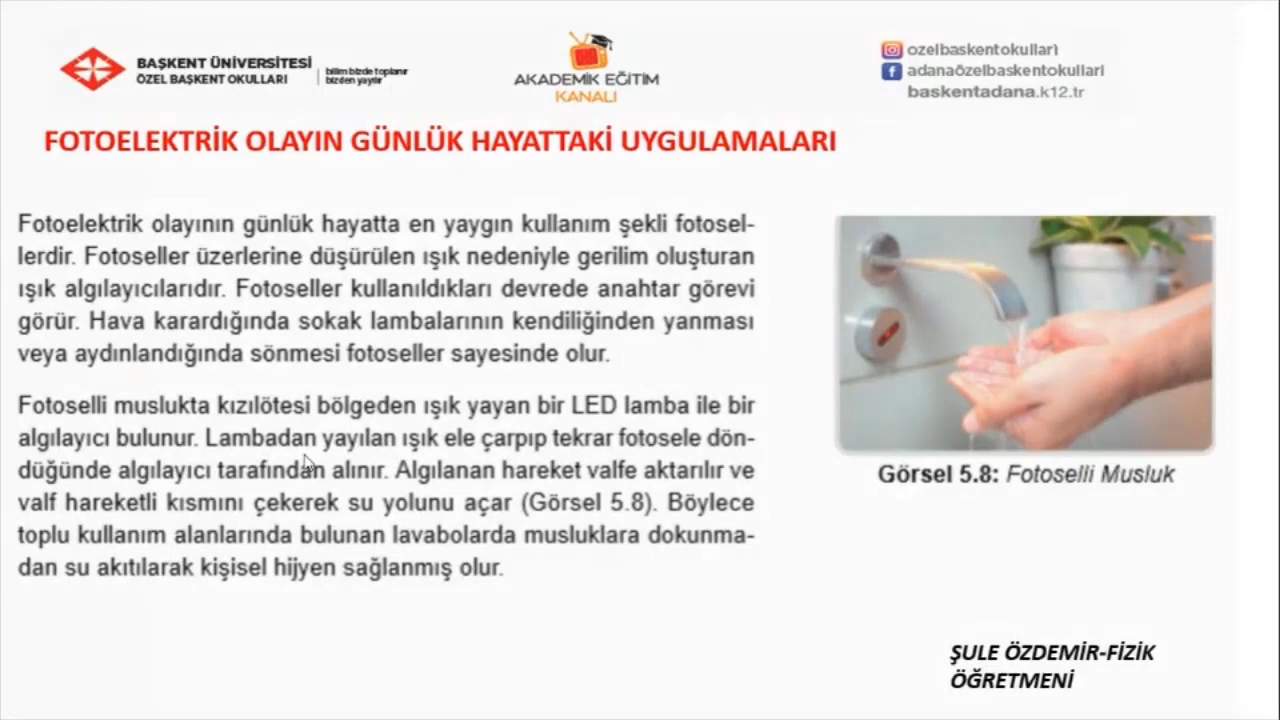 BAŞKENT ÜNİVERSİTESİ
ÖZEL BAŞKENT OKULLARI
bilim bizde toplanır
bizden yayılır
AKADEMİK EĞİTİM
KANALI
ozelbaskentokullari
adanaözelbaskentokullari
baskentadana.k12.tr
FOTOELEKTRİK OLAYIN GÜNLÜK HAYATTAKİ UYGULAMALARI
Fotoelektrik olayının günlük hayatta en yaygın kullanım şekli fotosel-
lerdir. Fotoseller üzerlerine düşürülen ışık nedeniyle gerilim oluşturan
ışık algılayıcılarıdır. Fotoseller kullanıldıkları devrede anahtar görevi
görür. Hava karardığında sokak lambalarının kendiliğinden yanması
veya aydınlandığında sönmesi fotoseller sayesinde olur.
Fotoselli muslukta kızılötesi bölgeden ışık yayan bir LED lamba ile bir
algılayıcı bulunur. Lambadan yayılan ışık ele çarpıp tekrar fotosele dön-
düğünde algılayıcı tarafından alınır. Algılanan hareket valfe aktarılır ve
valf hareketli kısmını çekerek su yolunu açar (Görsel 5.8). Böylece
toplu kullanım alanlarında bulunan lavabolarda musluklara dokunma-
dan su akıtılarak kişisel hijyen sağlanmış olur.
Görsel 5.8: Fotoselli Musluk
ŞULE ÖZDEMİR-FİZİK
ÖĞRETMENİ